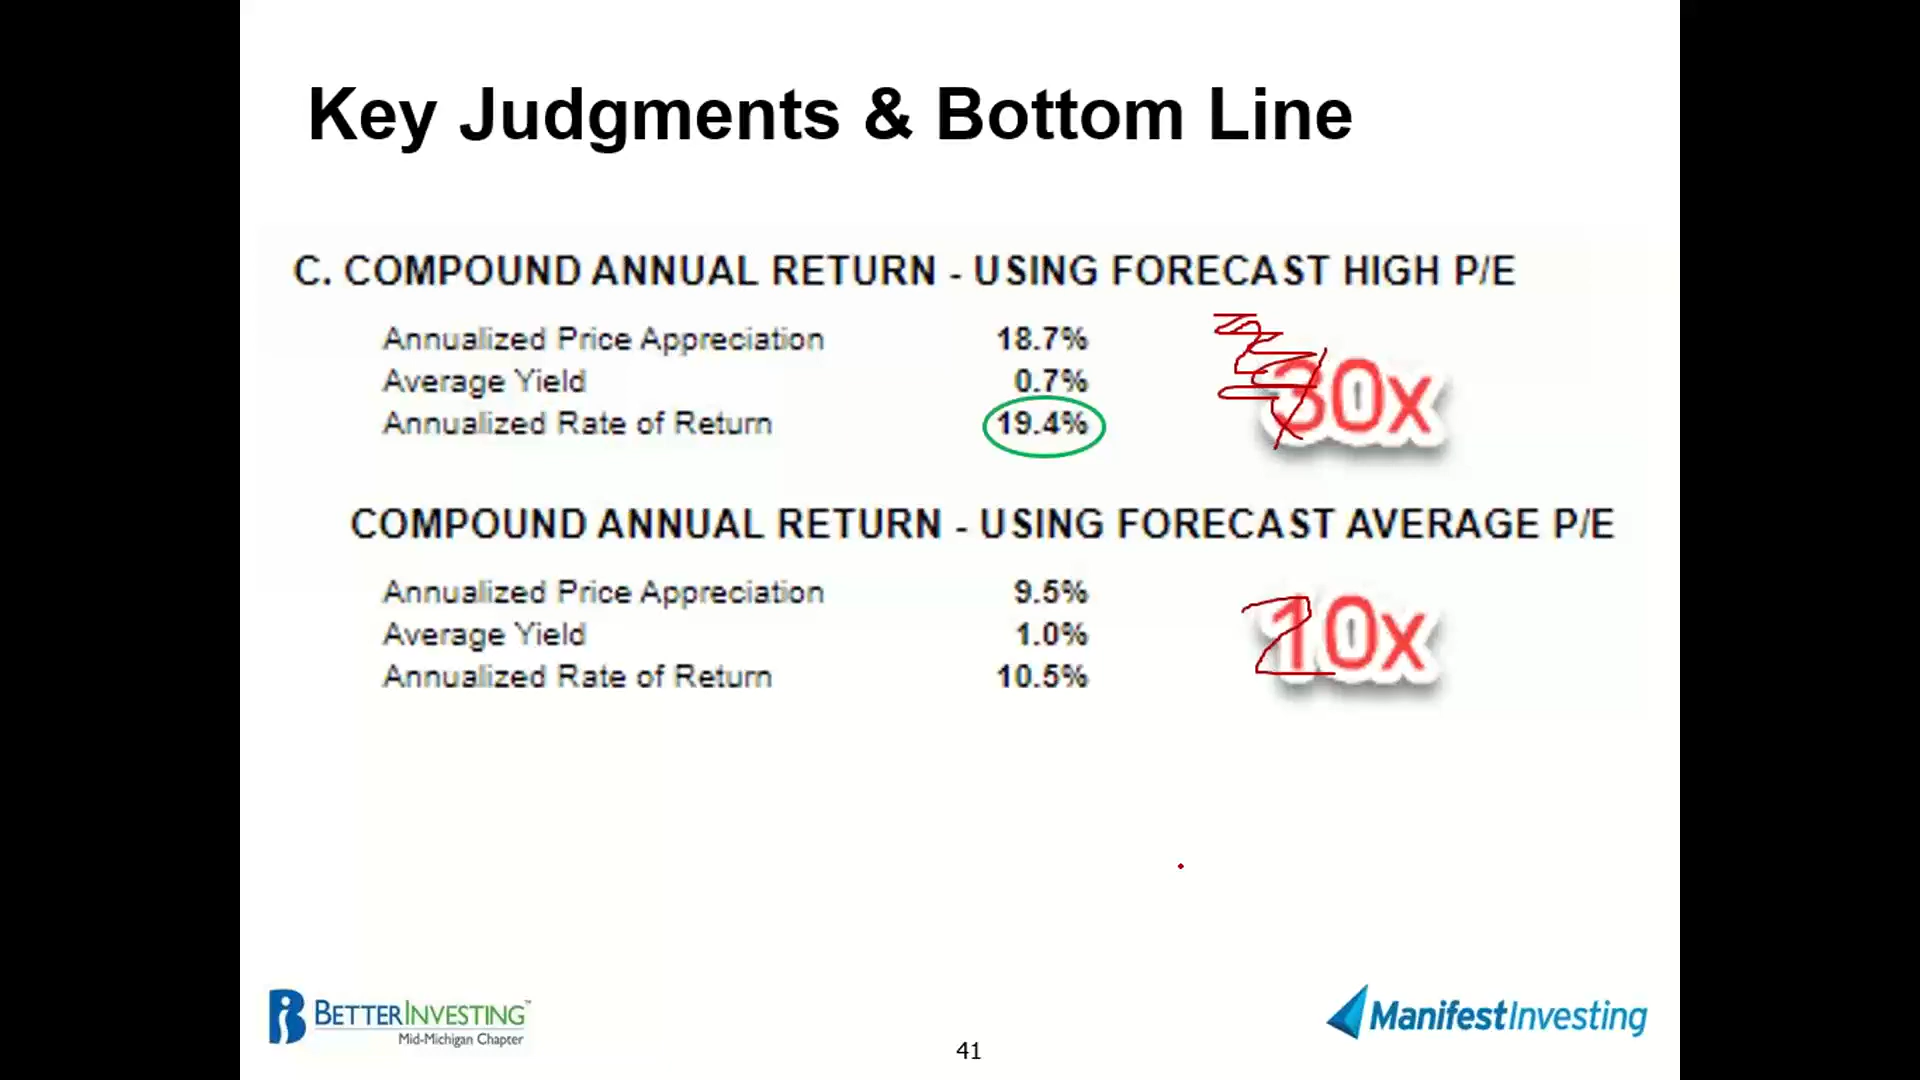 Key Judgments & Bottom Line
C. COMPOUND ANNUAL RETURN - USING FORECAST HIGH P/E
Annualized Price Appreciation 18.7%
Average Yield 0.7%
Annualized Rate of Return 19.4%
30x
COMPOUND ANNUAL RETURN - USING FORECAST AVERAGE P/E
Annualized Price Appreciation 9.5%
Average Yield 1.0%
Annualized Rate of Return 10.5%
10x
BETTERINVESTING™
Mid-Michigan Chapter
ManifestInvesting
41